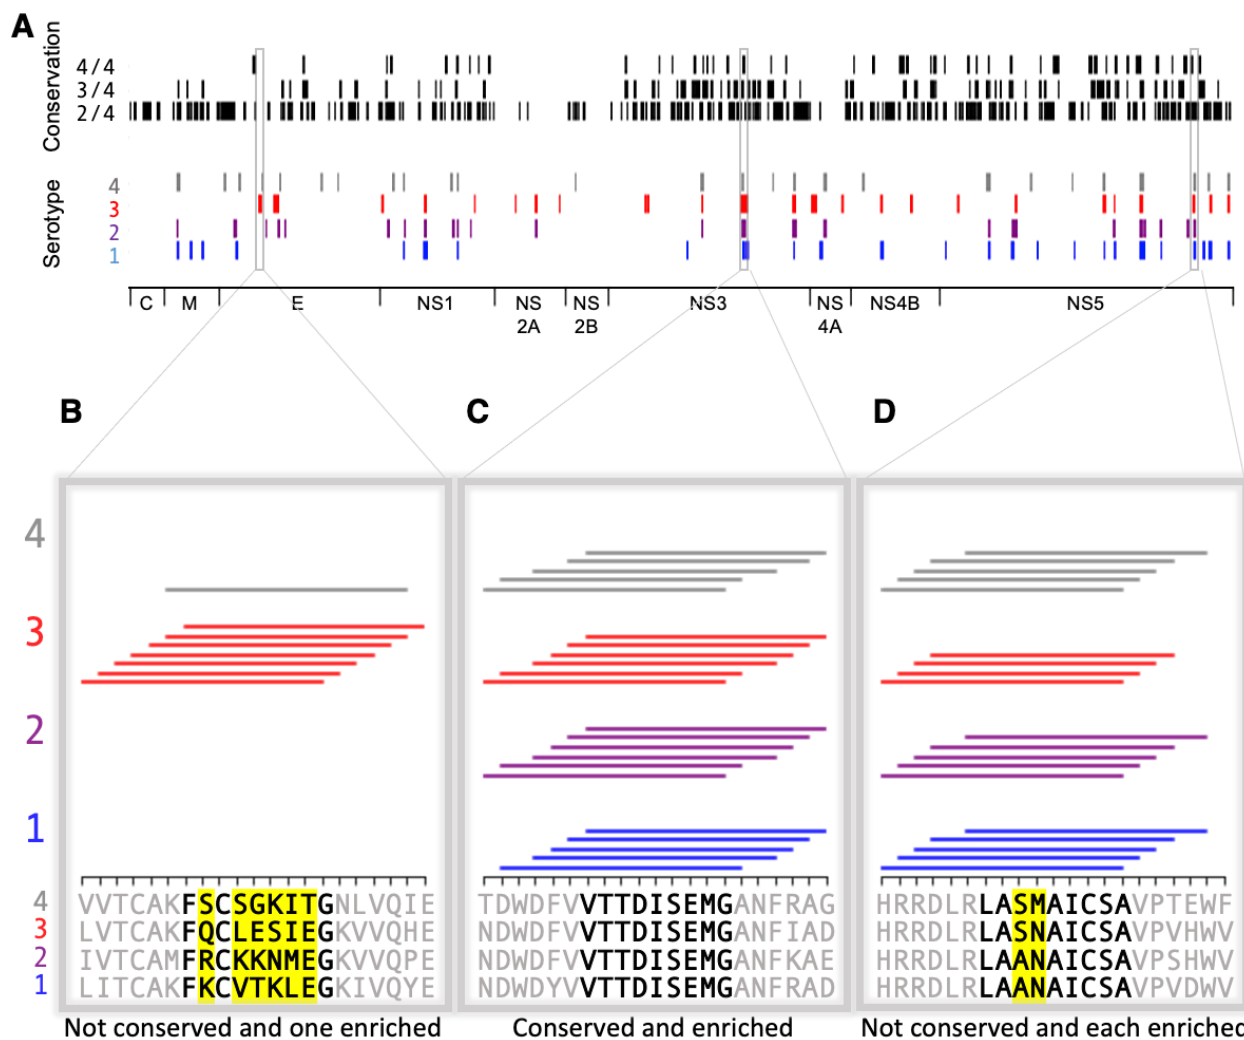 A
Conservation
4/4
3/4
2/4
Serotype
4
3
2
1
C M E NS1 NS 2A NS 2B NS3 NS 4A NS4B NS5
B C D
4
3
2
1
4 VVTCAKFSCSGKITGNLVQIE TDWDFVVTTDISEMGANFRAG HRRDLRLASMAICSAVPTEWF
3 LVTCAKFQCLESIEGKVVQHE NDWDFVVTTDISEMGANFIAD HRRDLRLASNAICSAVPVHWV
2 IVTCAMFRCKKNMEGKVVQPE NDWDFVVTTDISEMGANFKAE HRRDLRLAANAICSAVPSHWV
1 LITCAKFKCVTKLEGKIVQYE NDWDYVVTTDISEMGANFRAD HRRDLRLAANAICSAVPVDWV
Not conserved and one enriched Conserved and enriched Not conserved and each enriched